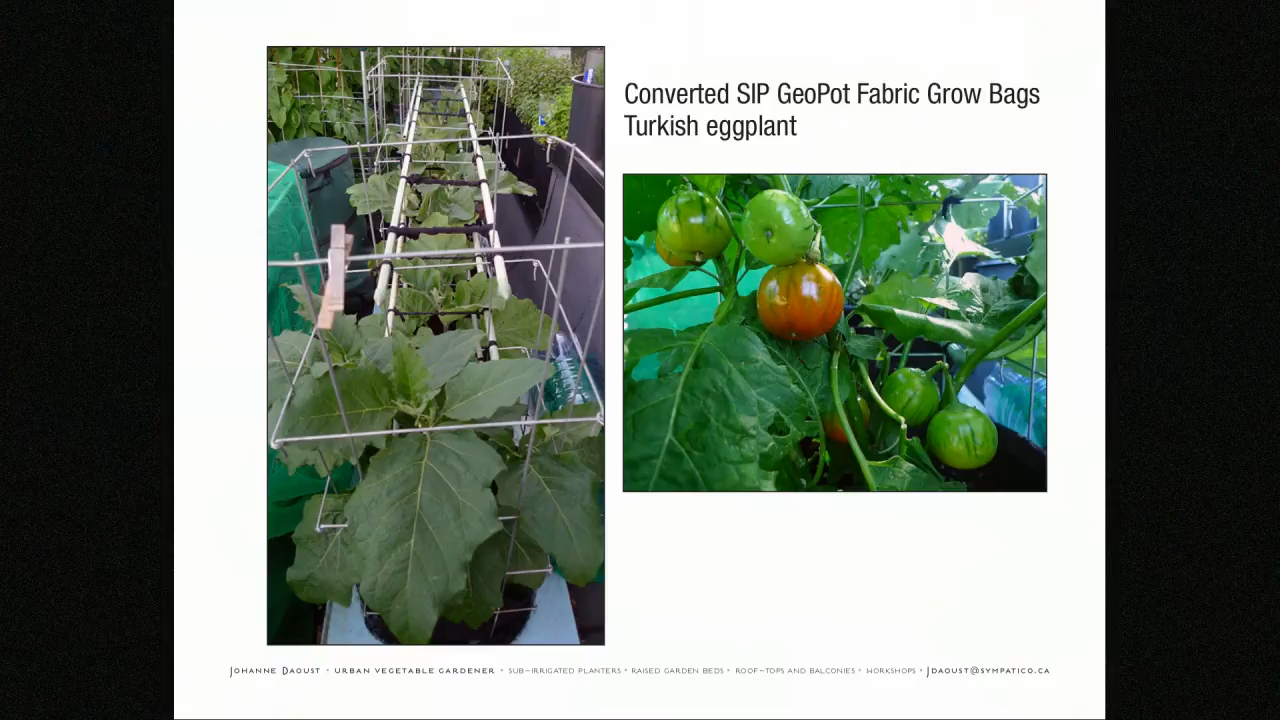 Converted SIP GeoPot Fabric Grow Bags
Turkish eggplant
Johanne Daoust • urban vegetable gardener • sub-irrigated planters • raised garden beds • roof-tops and balconies • workshops • jdaoust@sympatico.ca